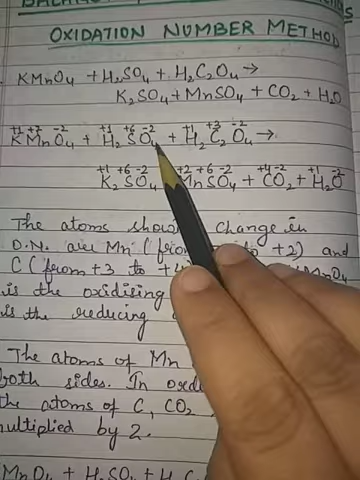 OXIDATION NUMBER METHOD
KMnO₄ + H₂SO₄ + H₂C₂O₄ →
K₂SO₄ + MnSO₄ + CO₂ + H₂O
+1 +7 -2 +1 +6 -2 +1 +3 -2
KMnO₄ + H₂SO₄ + H₂C₂O₄ →
+1 +6 -2 +2 +6 -2 +4 -2 +1 -2
K₂SO₄ MnSO₄ + CO₂ + H₂O
The atoms change in
O.N. are Mn (from to +2) and
C (from +3 to +4 MnO₄
is the oxidising
is the reducing
The atoms of Mn
both sides. In
the atoms of C, CO₂
multiplied by 2.
MnO₄ + H₂SO₄ + H C